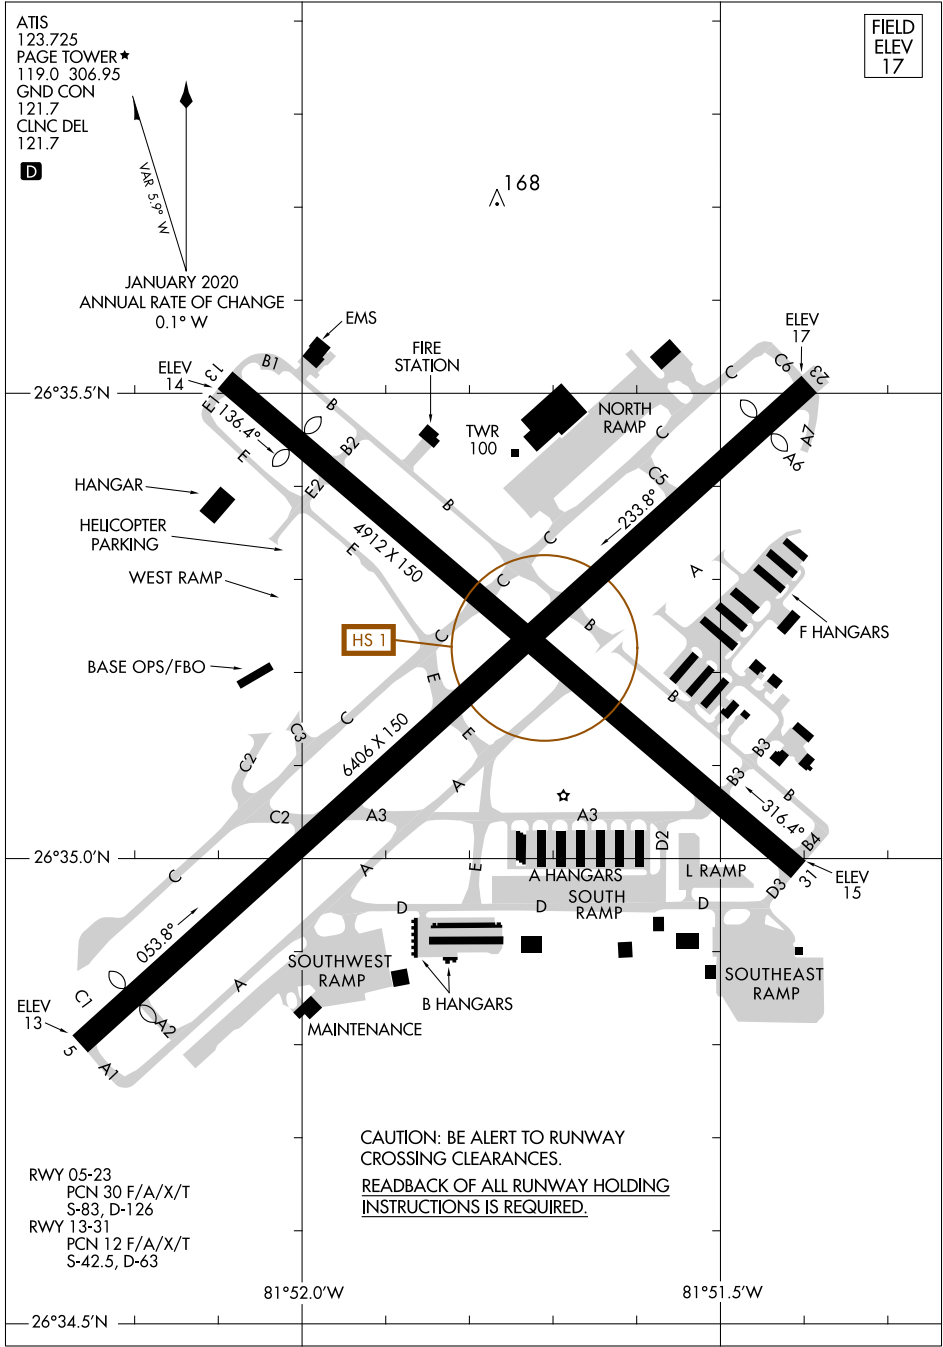 ATIS
123.725
PAGE TOWER★
119.0 306.95
GND CON
121.7
CLNC DEL
121.7
D
FIELD
ELEV
17
VAR 5.9° W
168
JANUARY 2020
ANNUAL RATE OF CHANGE
0.1° W
EMS
FIRE
STATION
ELEV
17
ELEV
14
13
B1
C
C6
23
26°35.5'N
E1
136.4°
B
NORTH
RAMP
C
A7
TWR
100
E
B2
A6
HANGAR
E2
C5
B
233.8°
HELICOPTER
PARKING
4912 X 150
E
C
WEST RAMP
C
A
HS 1
C
B
F HANGARS
BASE OPS/FBO
E
B
C
C3
6406 X 150
E
C2
B3
A
B3
B
C2
A3
A3
316.4°
D2
B4
26°35.0'N
C
A
E
A HANGARS
L RAMP
31
ELEV
15
D3
SOUTH
RAMP
D
D
D
053.8°
SOUTHWEST
RAMP
SOUTHEAST
RAMP
A
C1
B HANGARS
ELEV
13
A2
MAINTENANCE
5
A1
CAUTION: BE ALERT TO RUNWAY
CROSSING CLEARANCES.
READBACK OF ALL RUNWAY HOLDING
INSTRUCTIONS IS REQUIRED.
RWY 05-23
PCN 30 F/A/X/T
S-83, D-126
RWY 13-31
PCN 12 F/A/X/T
S-42.5, D-63
81°52.0'W
81°51.5'W
26°34.5'N